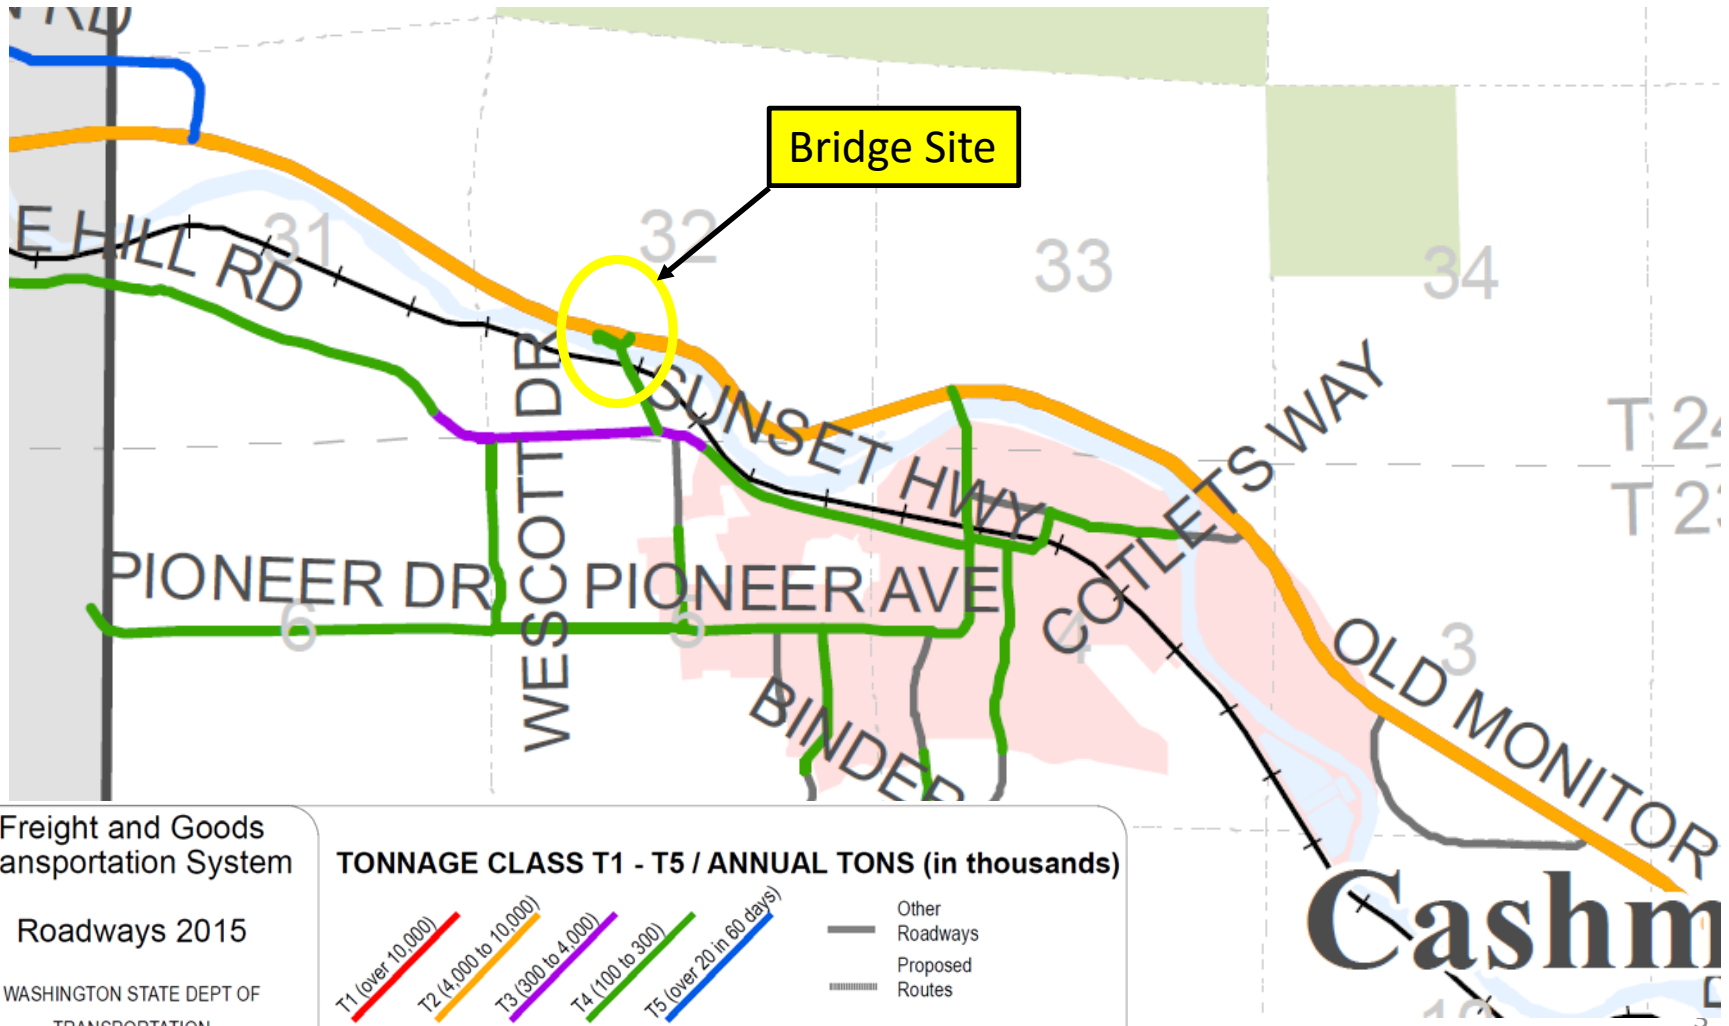 RD
Bridge Site
31
32
33
34
E HILL RD
WESCOTT DR
SUNSET HWY
COTLETS WAY
T 24
T 23
PIONEER DR
PIONEER AVE
6
5
4
3
OLD MONITOR
BINDER
Cashm
10
Freight and Goods
ansportation System
Roadways 2015
WASHINGTON STATE DEPT OF
TRANSPORTATION
TONNAGE CLASS T1 - T5 / ANNUAL TONS (in thousands)
T1 (over 10,000)
T2 (4,000 to 10,000)
T3 (300 to 4,000)
T4 (100 to 300)
T5 (over 20 in 60 days)
Other
Roadways
Proposed
Routes